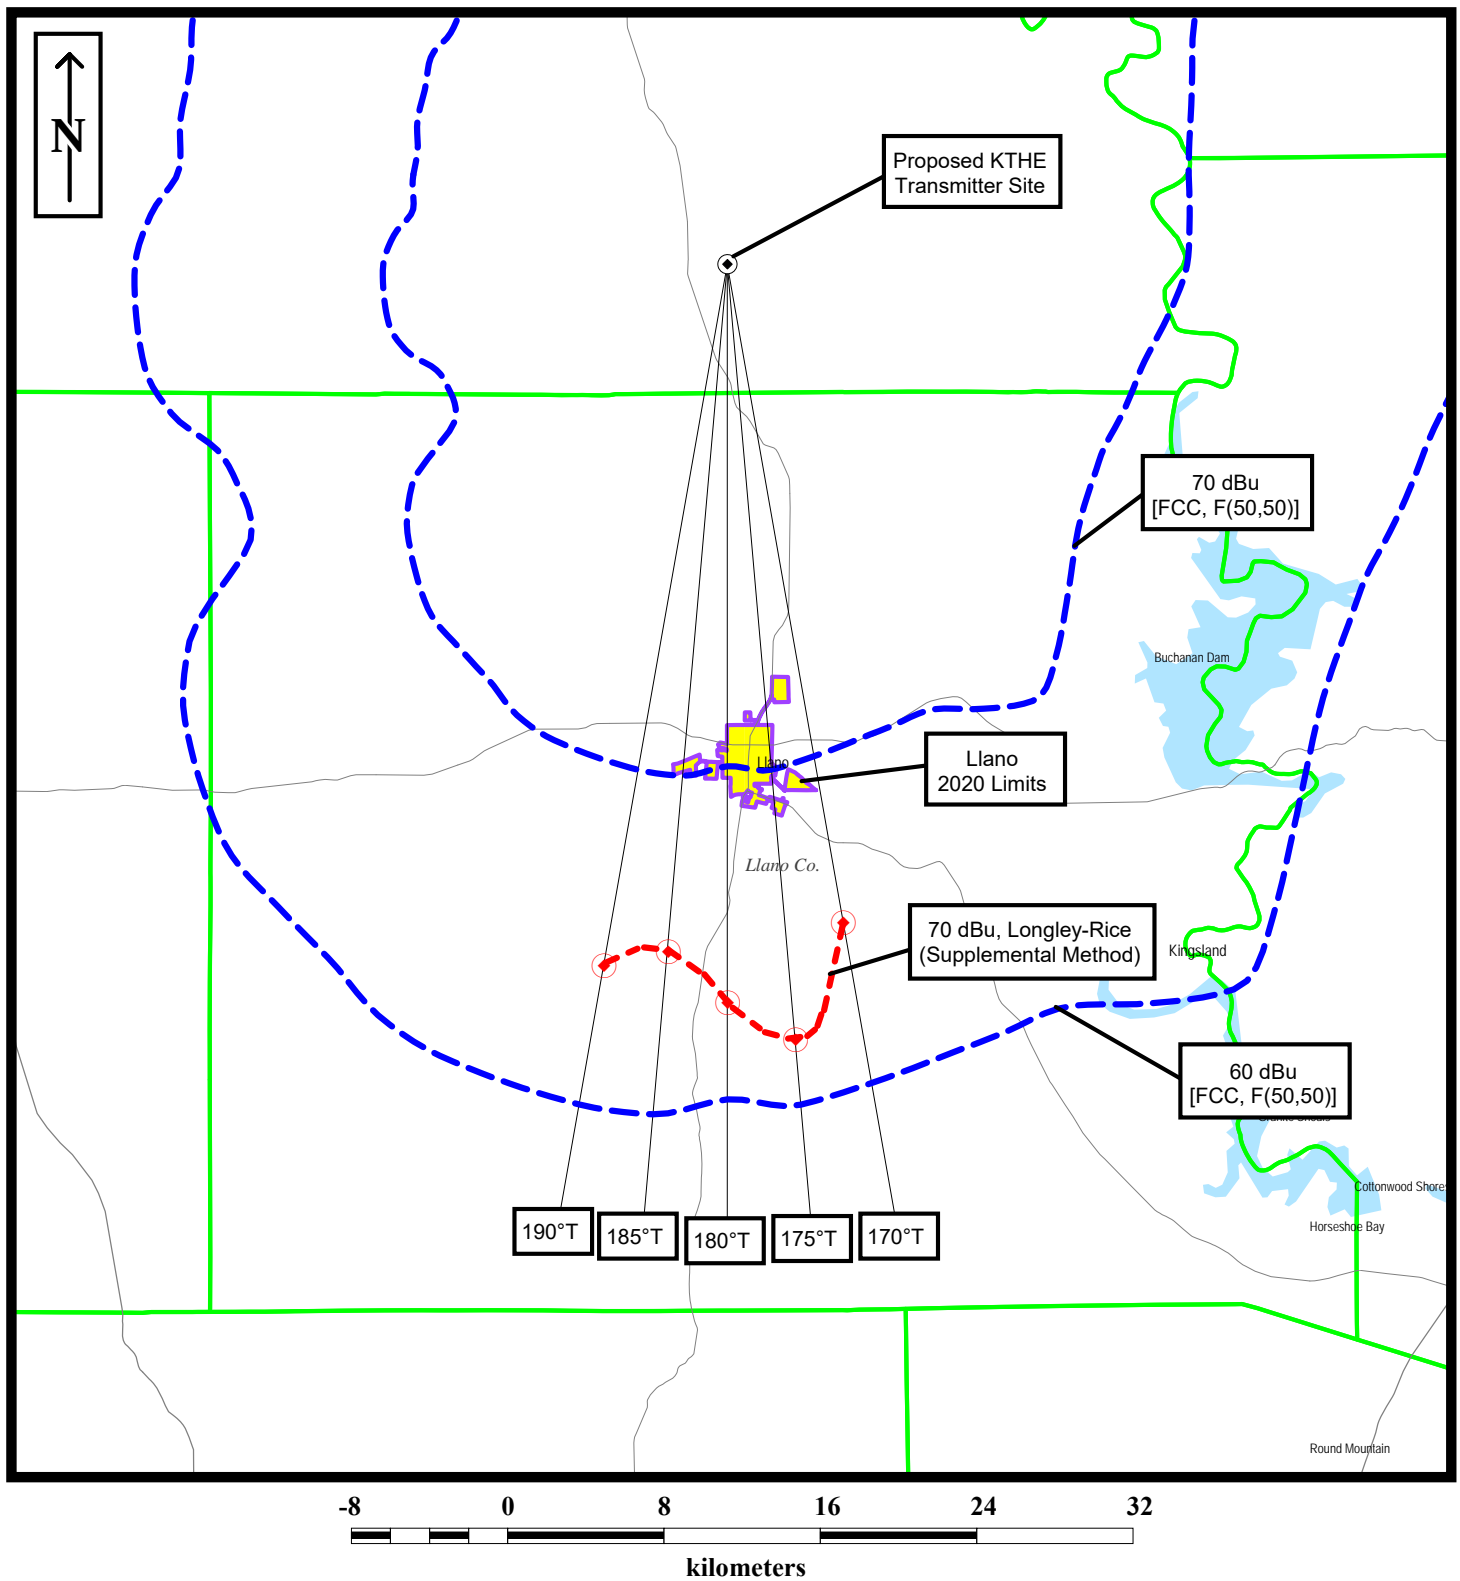 N
Proposed KTHE
Transmitter Site
70 dBu
[FCC, F(50,50)]
Buchanan Dam
Llano
Llano
2020 Limits
Llano Co.
70 dBu, Longley-Rice
(Supplemental Method)
Kingsland
60 dBu
[FCC, F(50,50)]
Cottonwood Shores
Horseshoe Bay
190°T
185°T
180°T
175°T
170°T
Round Mountain
-8 0 8 16 24 32
kilometers